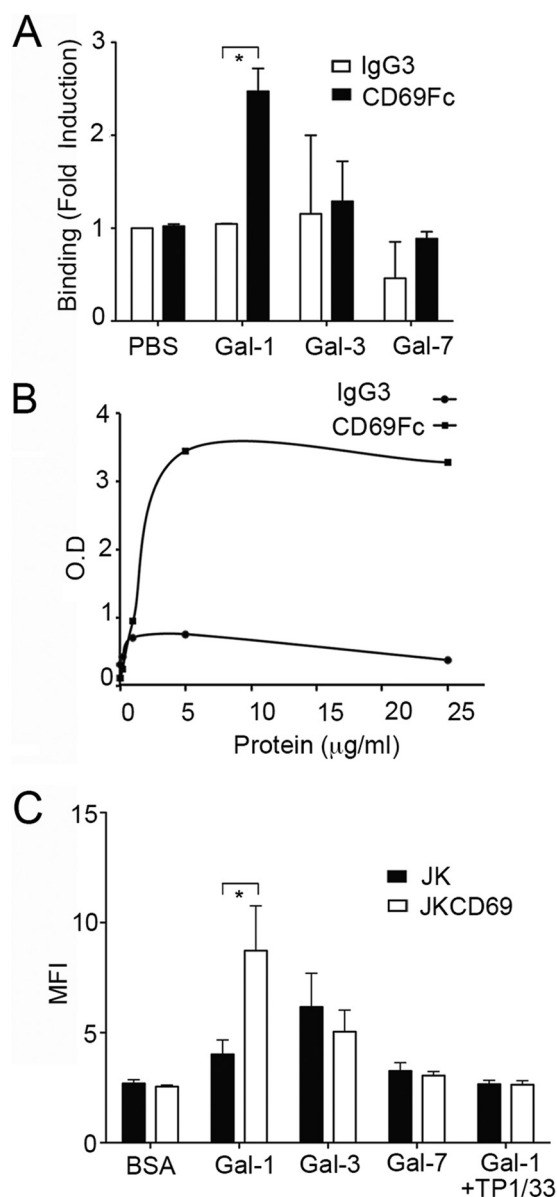 A
3
2
1
0
Binding (Fold Induction)
*
IgG3
CD69Fc
PBS Gal-1 Gal-3 Gal-7
B
IgG3
CD69Fc
4
3
2
1
0
O.D
0 5 10 15 20 25
Protein (μg/ml)
C
15
10
5
0
MFI
*
JK
JKCD69
BSA Gal-1 Gal-3 Gal-7 Gal-1
+TP1/33